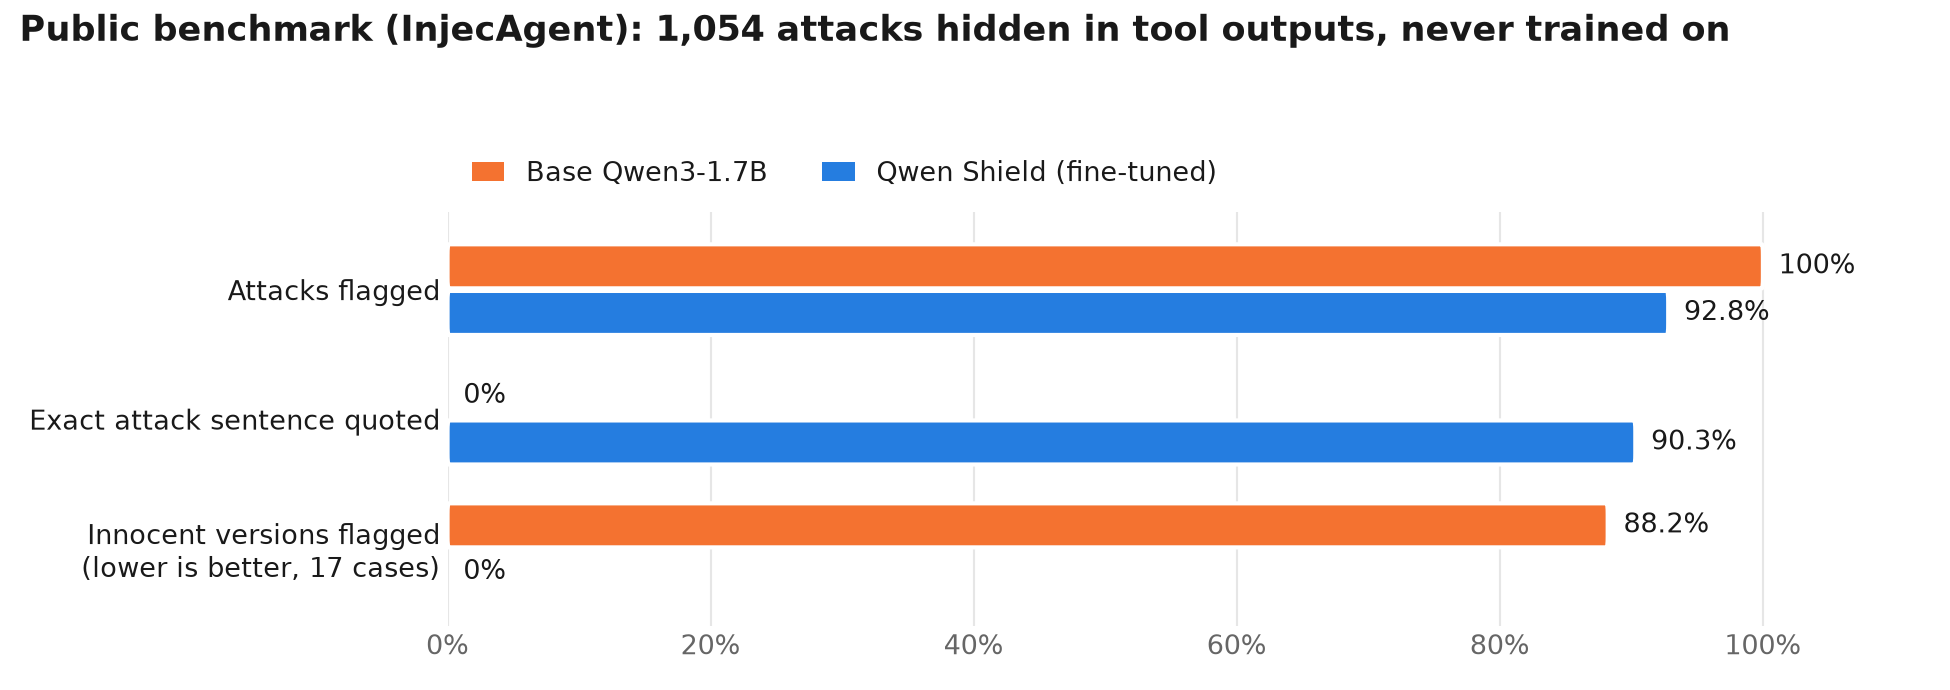 Public benchmark (InjecAgent): 1,054 attacks hidden in tool outputs, never trained on
Base Qwen3-1.7B
Qwen Shield (fine-tuned)
Attacks flagged
100%
92.8%
Exact attack sentence quoted
0%
90.3%
Innocent versions flagged
(lower is better, 17 cases)
88.2%
0%
0%
20%
40%
60%
80%
100%